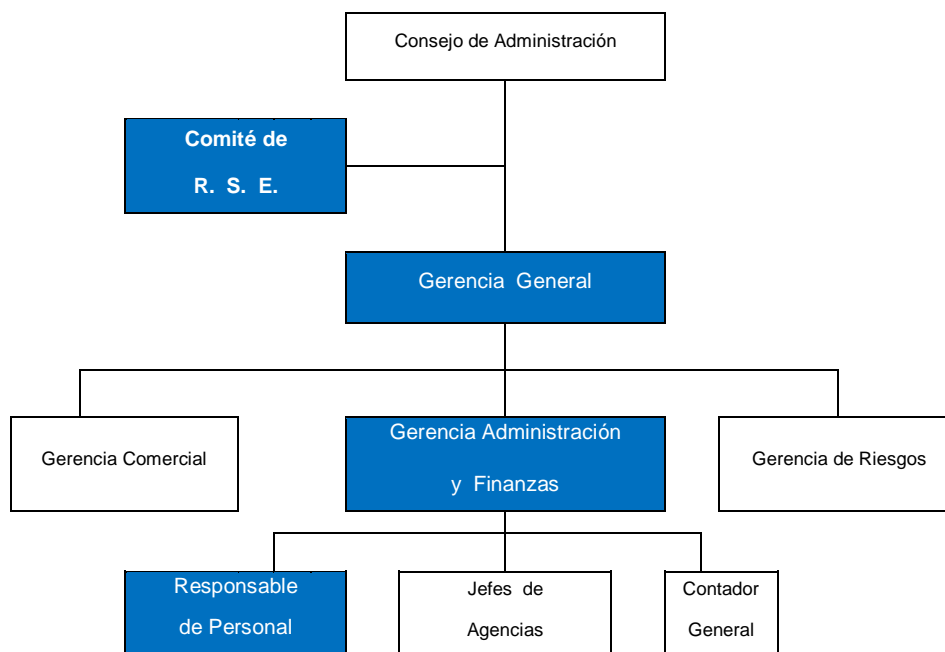 Consejo de Administración
Comité de
R. S. E.
Gerencia General
Gerencia Comercial
Gerencia Administración
y Finanzas
Gerencia de Riesgos
Responsable
de Personal
Jefes de
Agencias
Contador
General